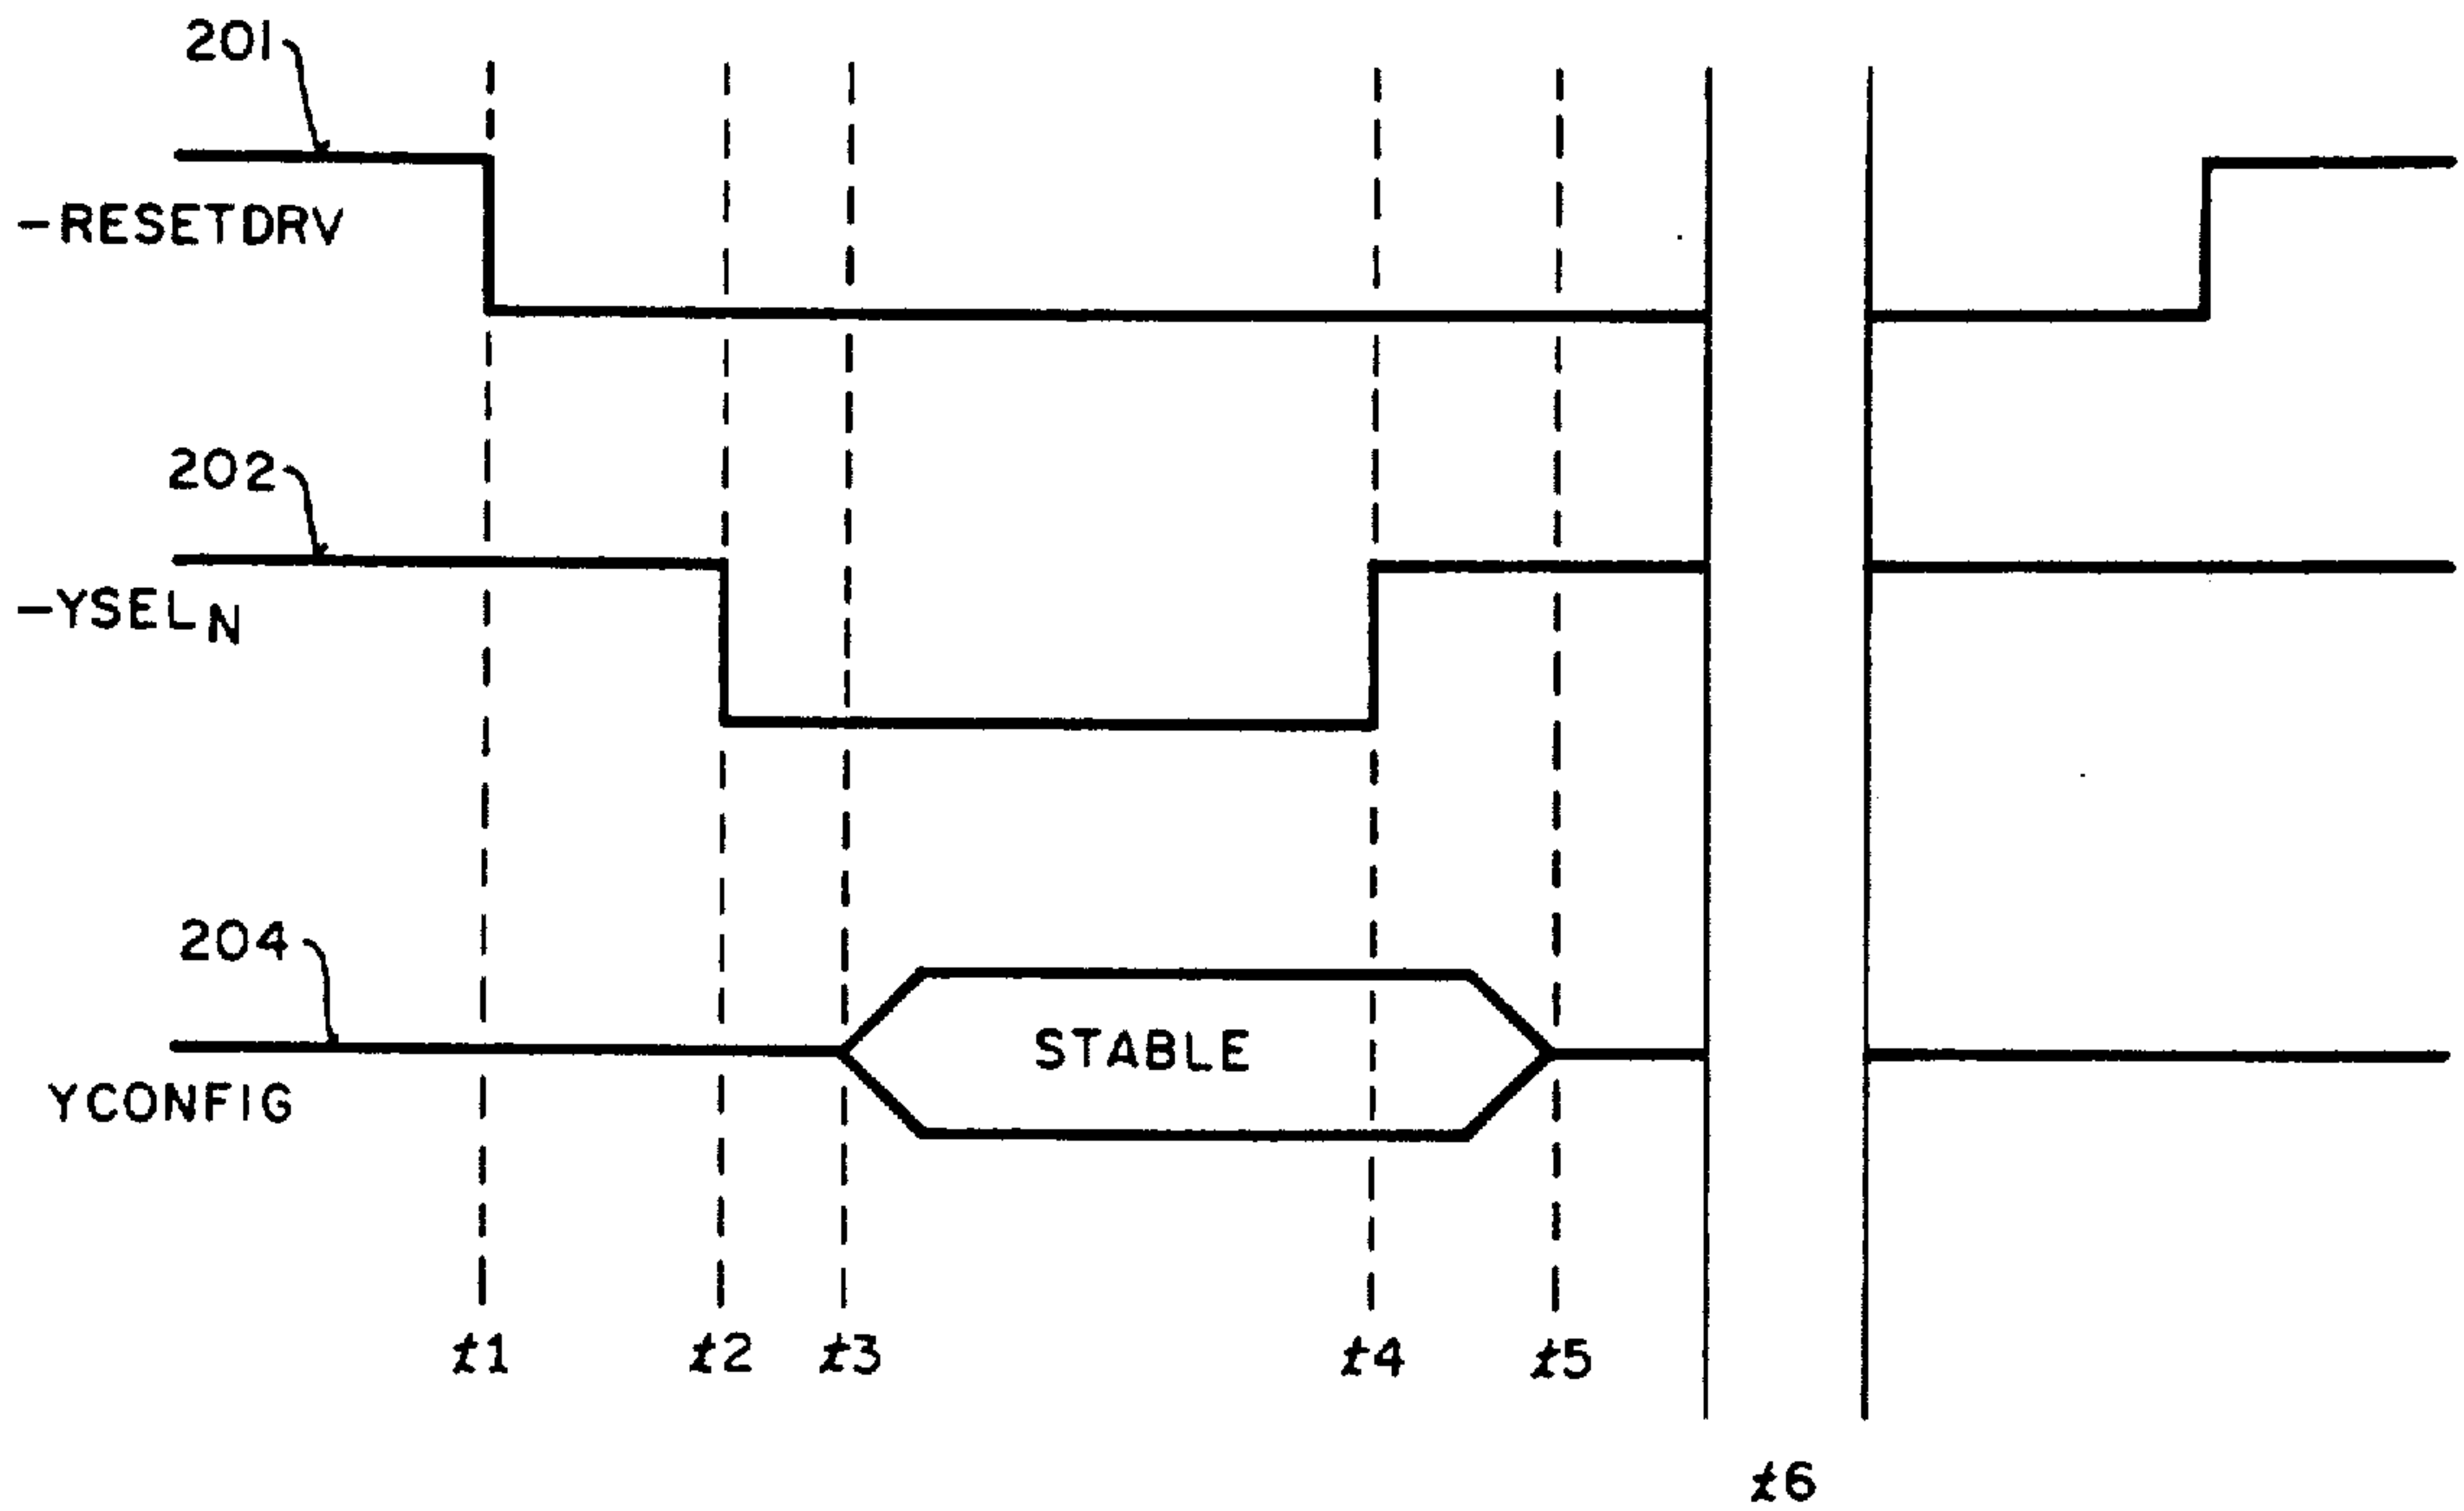 201
-RESETDRV
202
-YSELN
204
STABLE
YCONFIG
t1 t2 t3 t4 t5
t6